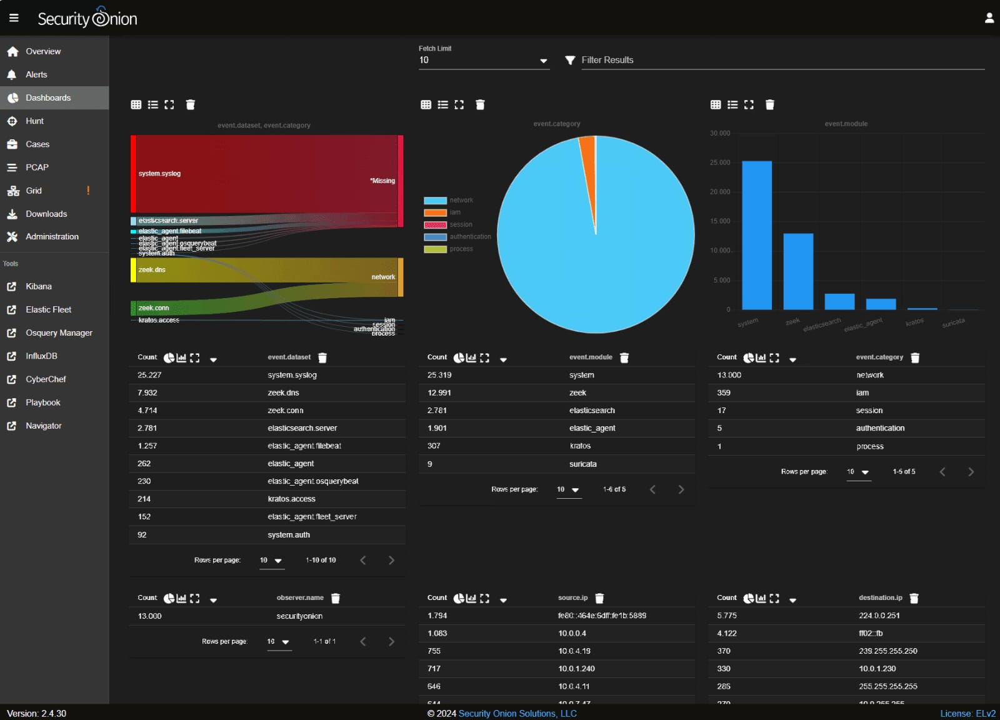 Security Onion
Overview
Alerts
Dashboards
Hunt
Cases
PCAP
Grid !
Downloads
Administration
Tools
Kibana
Elastic Fleet
Osquery Manager
InfluxDB
CyberChef
Playbook
Navigator
Version: 2.4.30
Fetch Limit
10
Filter Results
event.dataset, event.category
system.syslog
*Missing
elasticsearch.server
elastic_agent.filebeat
elastic_agent
elastic_agent.osquerybeat
elastic_agent.fleet_server
system.auth
zeek.dns
network
zeek.conn
kratos.access
iam
session
authentication
process
event.category
network
iam
session
authentication
process
event.module
30.000
25.000
20.000
15.000
10.000
5.000
0
system zeek elasticsearch elastic_agent kratos suricata
Count event.dataset
25.227 system.syslog
7.932 zeek.dns
4.714 zeek.conn
2.781 elasticsearch.server
1.257 elastic_agent.filebeat
262 elastic_agent
230 elastic_agent.osquerybeat
214 kratos.access
152 elastic_agent.fleet_server
92 system.auth
Rows per page: 10 1-10 of 10
Count event.module
25.319 system
12.991 zeek
2.781 elasticsearch
1.901 elastic_agent
307 kratos
9 suricata
Rows per page: 10 1-6 of 6
Count event.category
13.000 network
359 iam
17 session
5 authentication
1 process
Rows per page: 10 1-5 of 5
Count observer.name
13.000 securityonion
Rows per page: 10 1-1 of 1
Count source.ip
1.794 fe80::464e:6dff:fe1b:5889
1.083 10.0.0.4
755 10.0.4.19
717 10.0.1.240
646 10.0.4.11
Count destination.ip
5.775 224.0.0.251
4.122 ff02::fb
370 239.255.255.250
330 10.0.1.230
285 255.255.255.255
© 2024 Security Onion Solutions, LLC
License: ELv2